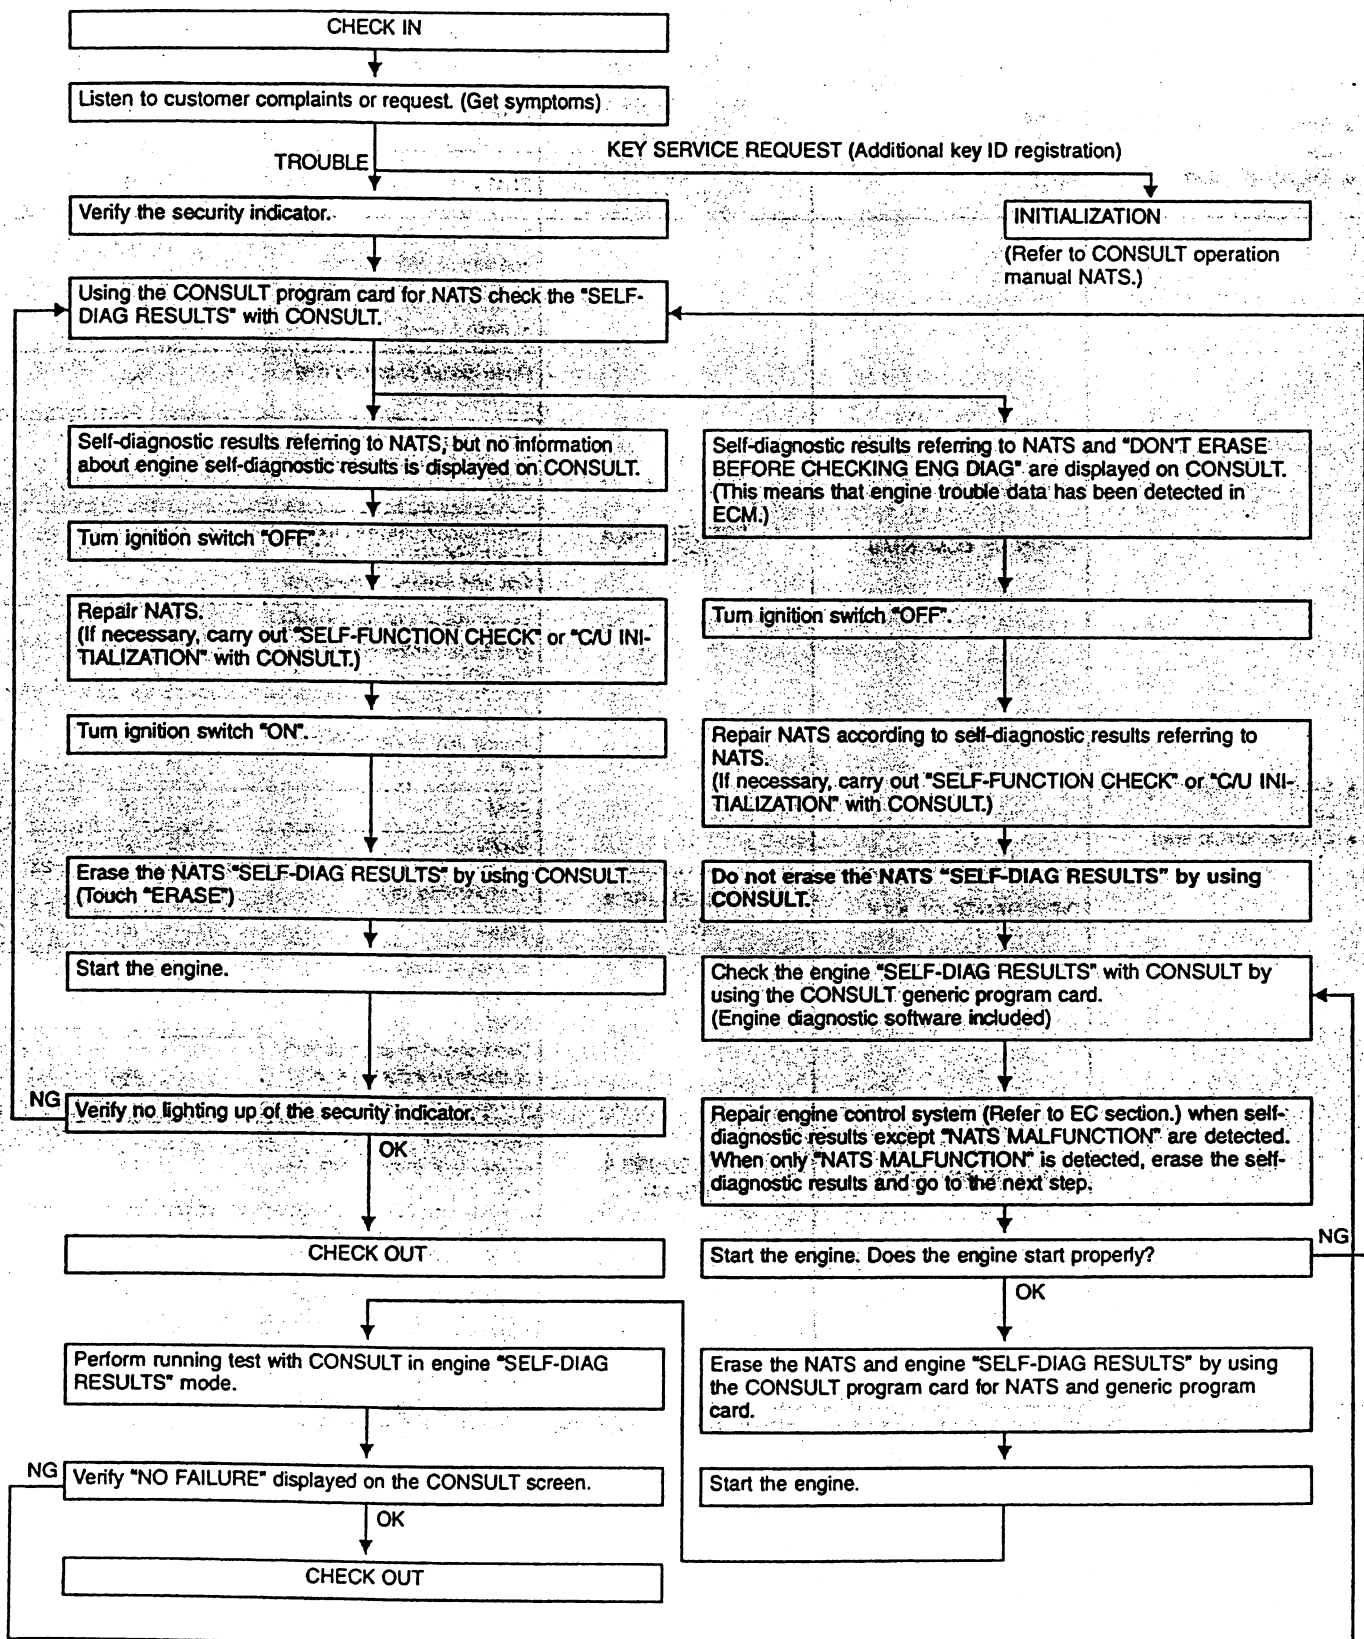 CHECK IN
Listen to customer complaints or request. (Get symptoms)
TROUBLE
KEY SERVICE REQUEST (Additional key ID registration)
Verify the security indicator.
INITIALIZATION
(Refer to CONSULT operation
manual NATS.)
Using the CONSULT program card for NATS check the "SELF-
DIAG RESULTS" with CONSULT.
Self-diagnostic results referring to NATS, but no information
about engine self-diagnostic results is displayed on CONSULT.
Turn ignition switch "OFF".
Repair NATS.
(If necessary, carry out "SELF-FUNCTION CHECK" or "C/U INI-
TIALIZATION" with CONSULT.)
Turn ignition switch "ON".
Erase the NATS "SELF-DIAG RESULTS" by using CONSULT.
(Touch "ERASE")
Start the engine.
NG
Verify no lighting up of the security indicator.
OK
CHECK OUT
Self-diagnostic results referring to NATS and "DON'T ERASE
BEFORE CHECKING ENG DIAG" are displayed on CONSULT.
(This means that engine trouble data has been detected in
ECM.)
Turn ignition switch "OFF".
Repair NATS according to self-diagnostic results referring to
NATS.
(If necessary, carry out "SELF-FUNCTION CHECK" or "C/U INI-
TIALIZATION" with CONSULT.)
Do not erase the NATS "SELF-DIAG RESULTS" by using
CONSULT.
Check the engine "SELF-DIAG RESULTS" with CONSULT by
using the CONSULT generic program card.
(Engine diagnostic software included)
Repair engine control system (Refer to EC section.) when self-
diagnostic results except "NATS MALFUNCTION" are detected.
When only "NATS MALFUNCTION" is detected, erase the self-
diagnostic results and go to the next step.
Start the engine. Does the engine start properly?
NG
OK
Erase the NATS and engine "SELF-DIAG RESULTS" by using
the CONSULT program card for NATS and generic program
card.
Start the engine.
Perform running test with CONSULT in engine "SELF-DIAG
RESULTS" mode.
NG
Verify "NO FAILURE" displayed on the CONSULT screen.
OK
CHECK OUT